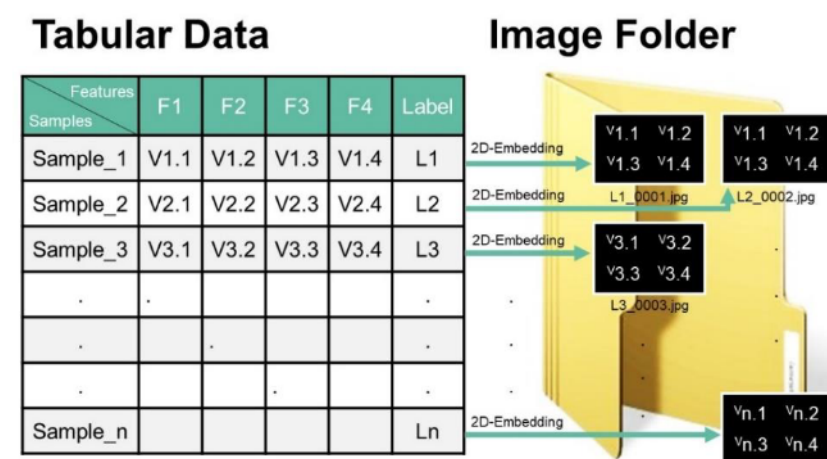 Tabular Data
Image Folder
Features
Samples
F1 F2 F3 F4 Label
Sample_1 V1.1 V1.2 V1.3 V1.4 L1
Sample_2 V2.1 V2.2 V2.3 V2.4 L2
Sample_3 V3.1 V3.2 V3.3 V3.4 L3
. . .
. . .
. . .
Sample_n Ln
2D-Embedding
V1.1 V1.2
V1.3 V1.4
L1_0001.jpg
2D-Embedding
V1.1 V1.2
V1.3 V1.4
L2_0002.jpg
2D-Embedding
V3.1 V3.2
V3.3 V3.4
L3_0003.jpg
2D-Embedding
Vn.1 Vn.2
Vn.3 Vn.4